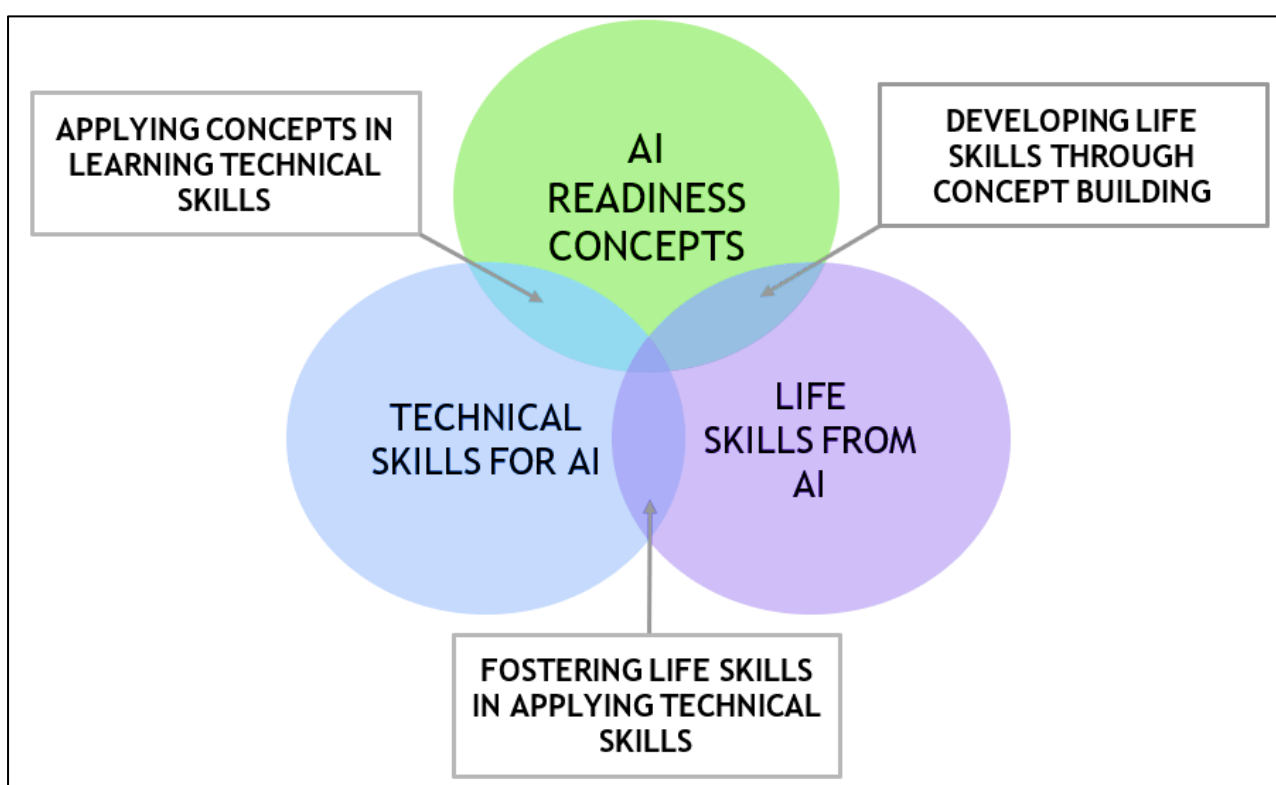 APPLYING CONCEPTS IN
LEARNING TECHNICAL
SKILLS
AI
READINESS
CONCEPTS
DEVELOPING LIFE
SKILLS THROUGH
CONCEPT BUILDING
TECHNICAL
SKILLS FOR AI
LIFE
SKILLS FROM
AI
FOSTERING LIFE SKILLS
IN APPLYING TECHNICAL
SKILLS